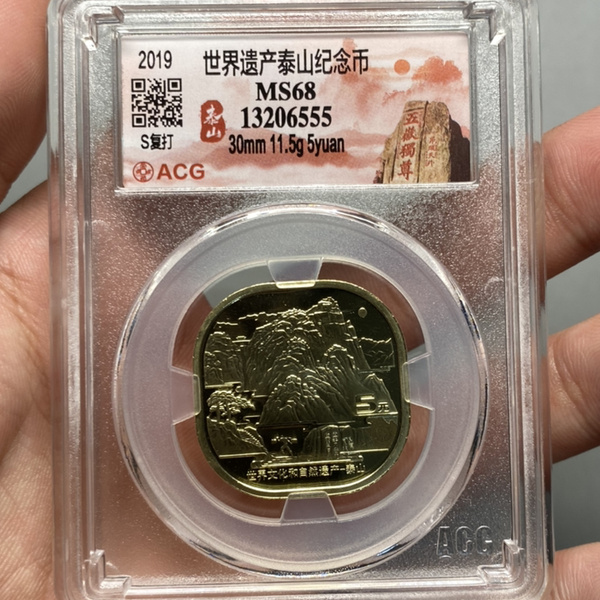 2019
世界遗产泰山纪念币
MS68
13206555
30mm 11.5g 5yuan
S复打
泰山
ACG
五嶽獨尊
5元
世界文化和自然遗产-泰山
ACG